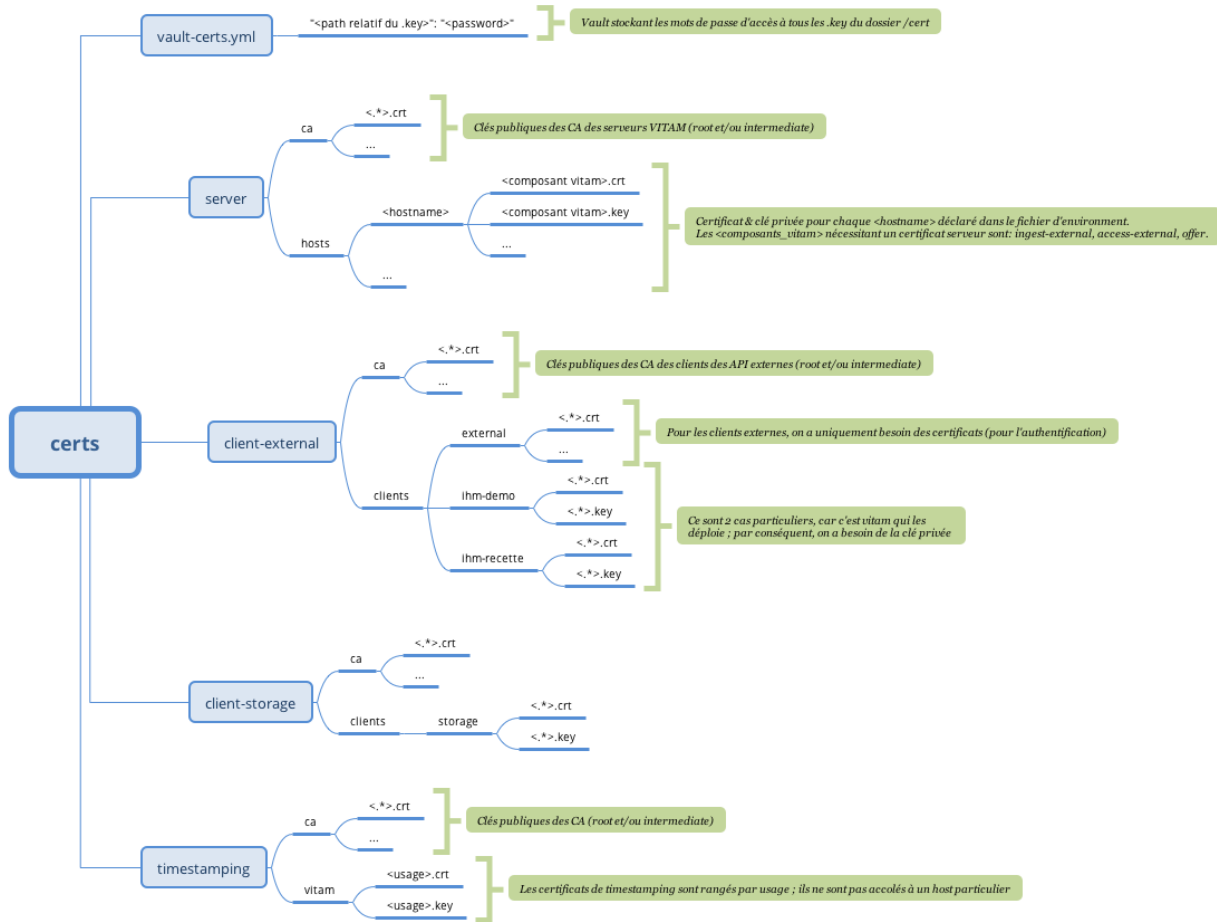 vault-certs.yml
"<path relatif du .key>": "<password>"
Vault stockant les mots de passe d'accès à tous les .key du dossier /cert
server
ca
<.*>.crt
...
Clés publiques des CA des serveurs VITAM (root et/ou intermediate)
hosts
<hostname>
<composant vitam>.crt
<composant vitam>.key
...
...
Certificat & clé privée pour chaque <hostname> déclaré dans le fichier d'environment.
Les <composants_vitam> nécessitant un certificat serveur sont: ingest-external, access-external, offer.
certs
client-external
ca
<.*>.crt
...
Clés publiques des CA des clients des API externes (root et/ou intermediate)
clients
external
<.*>.crt
...
Pour les clients externes, on a uniquement besoin des certificats (pour l'authentification)
ihm-demo
<.*>.crt
<.*>.key
ihm-recette
<.*>.crt
<.*>.key
Ce sont 2 cas particuliers, car c'est vitam qui les
déploie ; par conséquent, on a besoin de la clé privée
client-storage
ca
<.*>.crt
...
clients
storage
<.*>.crt
<.*>.key
timestamping
ca
<.*>.crt
...
Clés publiques des CA (root et/ou intermediate)
vitam
<usage>.crt
<usage>.key
Les certificats de timestamping sont rangés par usage ; ils ne sont pas accolés à un host particulier